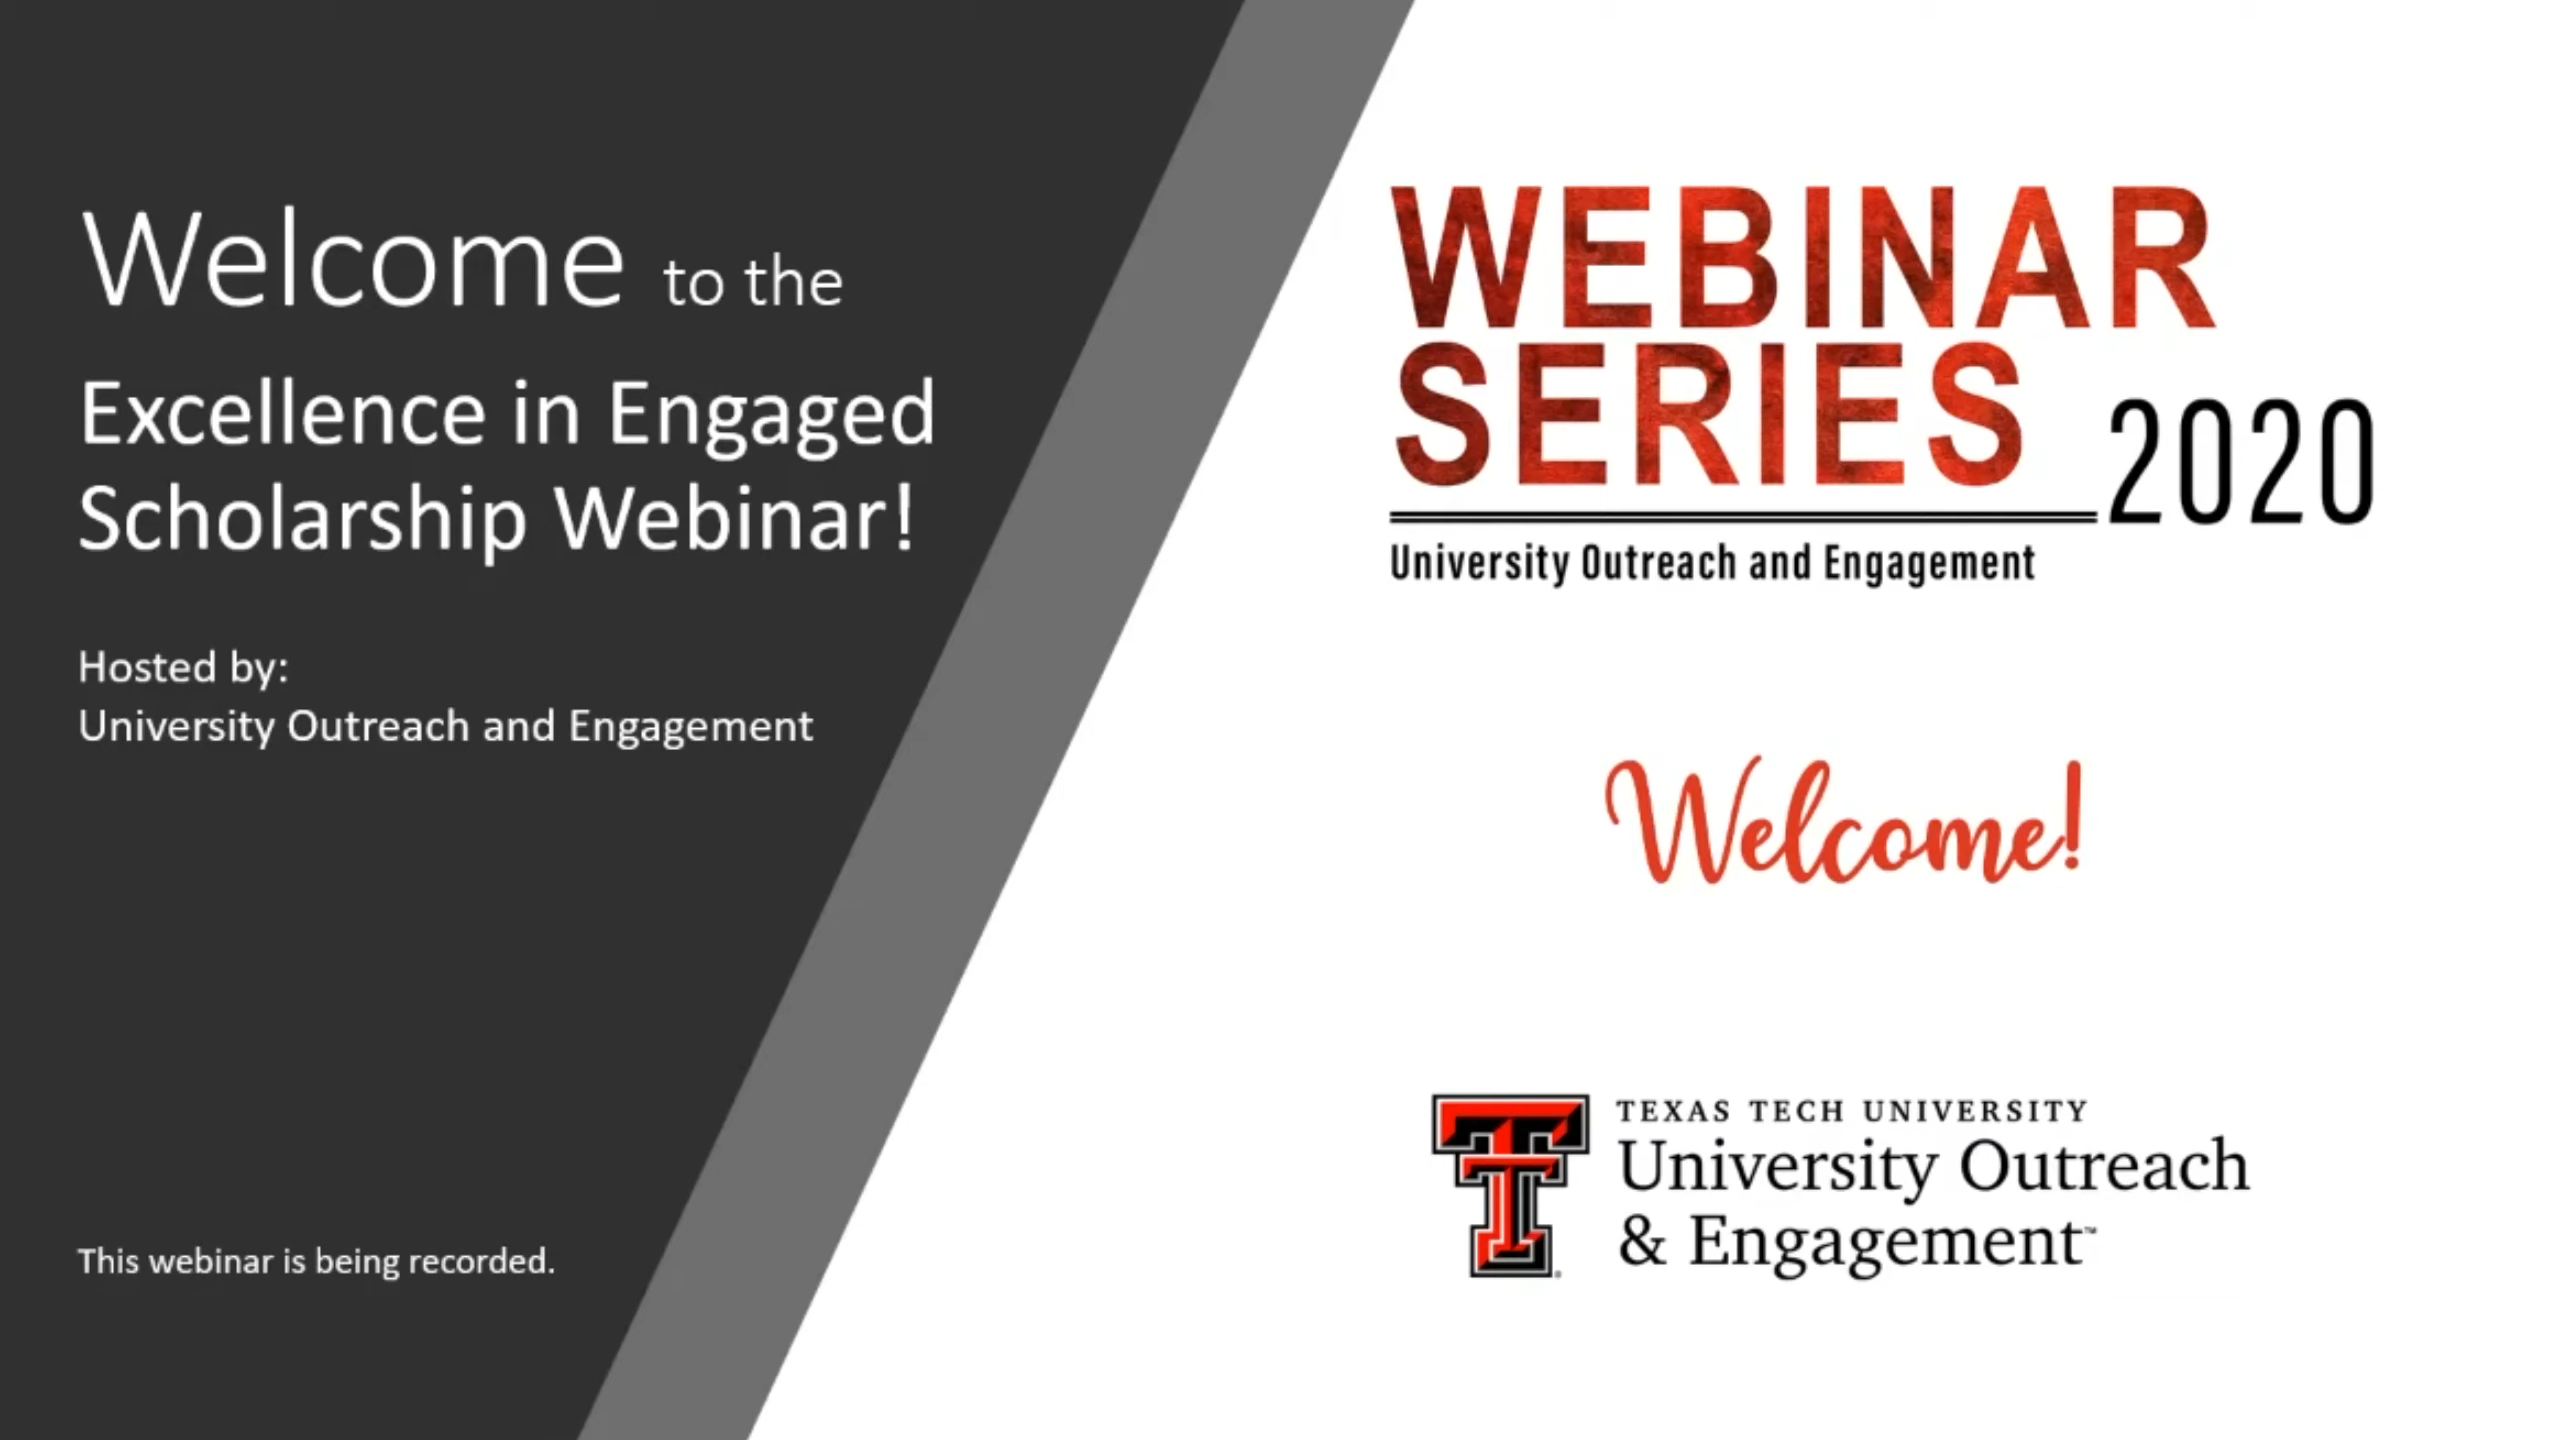 Welcome to the
Excellence in Engaged
Scholarship Webinar!
Hosted by:
University Outreach and Engagement
This webinar is being recorded.
WEBINAR
SERIES 2020
University Outreach and Engagement
Welcome!
TEXAS TECH UNIVERSITY
University Outreach
& Engagement™